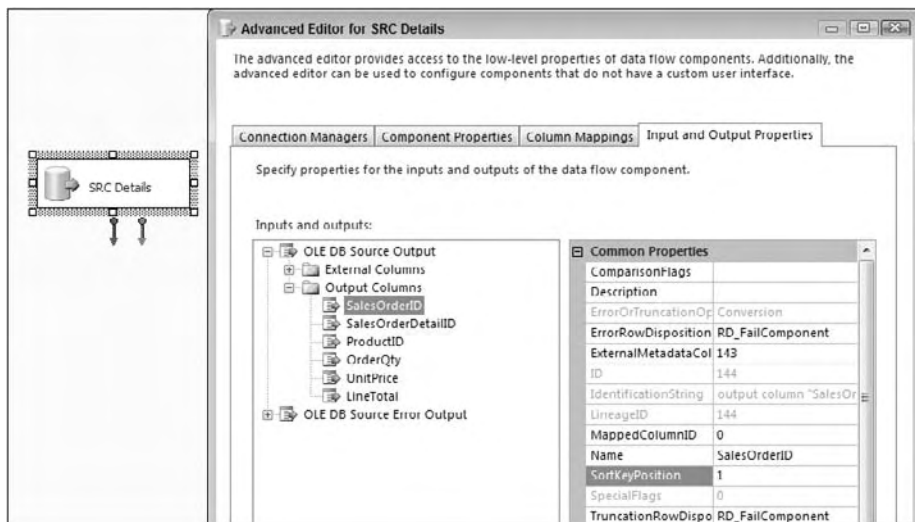 Advanced Editor for SRC Details
The advanced editor provides access to the low-level properties of data flow components. Additionally, the
advanced editor can be used to configure components that do not have a custom user interface.
Connection Managers Component Properties Column Mappings Input and Output Properties
Specify properties for the inputs and outputs of the data flow component.
SRC Details
Inputs and outputs:
OLE DB Source Output
External Columns
Output Columns
SalesOrderID
SalesOrderDetailID
ProductID
OrderQty
UnitPrice
LineTotal
OLE DB Source Error Output
Common Properties
ComparisonFlags
Description
ErrorOrTruncationOp Conversion
ErrorRowDisposition RD_FailComponent
ExternalMetadataCol 143
ID 144
IdentificationString output column "SalesOr
LineageID 144
MappedColumnID 0
Name SalesOrderID
SortKeyPosition 1
SpecialFlags 0
TruncationRowDispo RD_FailComponent